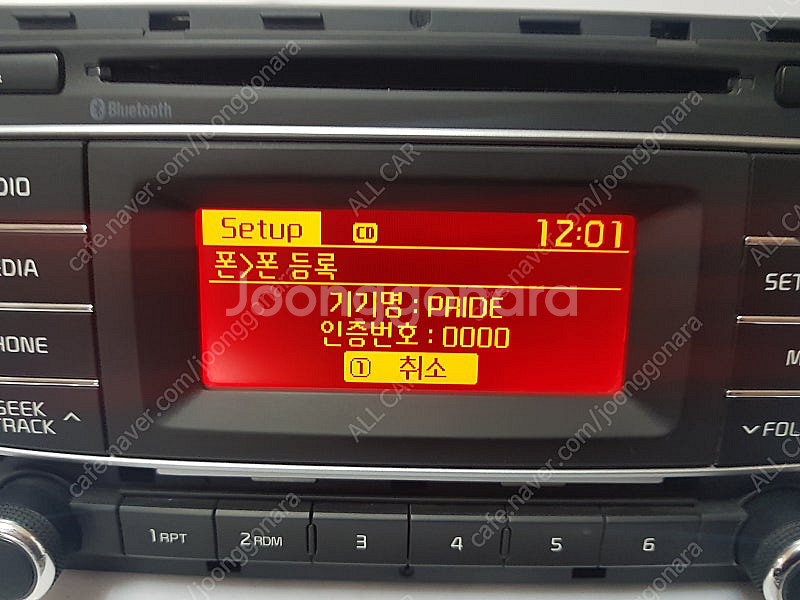 Bluetooth
DIO
EDIA
HONE
SEEK
TRACK
Setup CD 12:01
폰>폰 등록
기기명 : PRIDE
인증번호 : 0000
1 취소
SET
M
FOL
1 RPT
2 RDM
3
4
5
6
Joonggonara
ALL CAR
cafe.naver.com/joonggonara